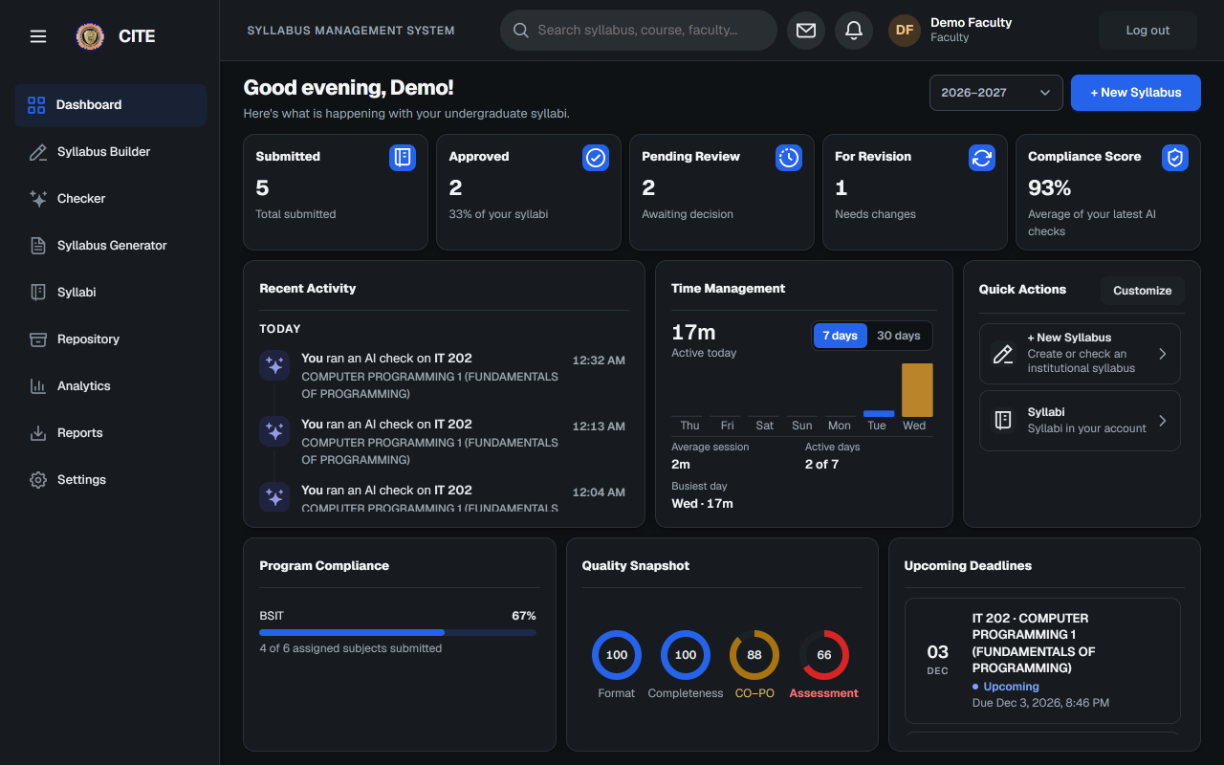 CITE
SYLLABUS MANAGEMENT SYSTEM
Search syllabus, course, faculty...
DF
Demo Faculty
Faculty
Log out
Dashboard
Syllabus Builder
Checker
Syllabus Generator
Syllabi
Repository
Analytics
Reports
Settings
Good evening, Demo!
Here's what is happening with your undergraduate syllabi.
2026–2027
+ New Syllabus
Submitted
5
Total submitted
Approved
2
33% of your syllabi
Pending Review
2
Awaiting decision
For Revision
1
Needs changes
Compliance Score
93%
Average of your latest AI
checks
Recent Activity
TODAY
You ran an AI check on IT 202
12:32 AM
COMPUTER PROGRAMMING 1 (FUNDAMENTALS
OF PROGRAMMING)
You ran an AI check on IT 202
12:13 AM
COMPUTER PROGRAMMING 1 (FUNDAMENTALS
OF PROGRAMMING)
You ran an AI check on IT 202
12:04 AM
COMPUTER PROGRAMMING 1 (FUNDAMENTALS
Time Management
17m
Active today
7 days
30 days
Thu Fri Sat Sun Mon Tue Wed
Average session
2m
Active days
2 of 7
Busiest day
Wed · 17m
Quick Actions
Customize
+ New Syllabus
Create or check an
institutional syllabus
Syllabi
Syllabi in your account
Program Compliance
BSIT
67%
4 of 6 assigned subjects submitted
Quality Snapshot
100
Format
100
Completeness
88
CO–PO
66
Assessment
Upcoming Deadlines
03
DEC
IT 202 · COMPUTER
PROGRAMMING 1
(FUNDAMENTALS OF
PROGRAMMING)
Upcoming
Due Dec 3, 2026, 8:46 PM